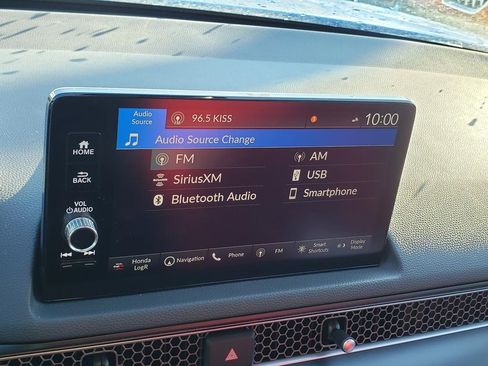 Audio Source 96.5 KISS 10:00
Audio Source Change
FM AM
SiriusXM USB
Bluetooth Audio Smartphone
HOME
BACK
VOL
AUDIO
Honda LogR Navigation Phone FM Smart Shortcuts Display Mode